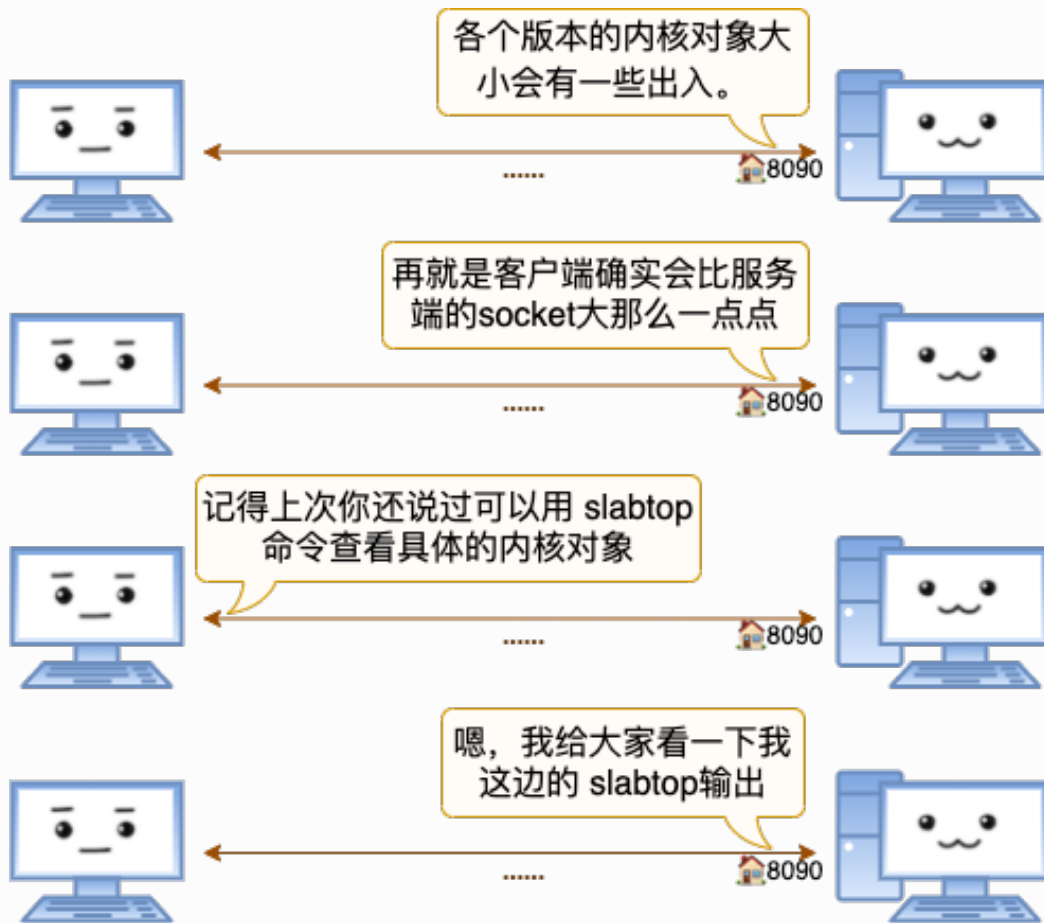 各个版本的内核对象大
小会有一些出入。
8090
......
再就是客户端确实会比服务
端的socket大那么一点点
8090
......
记得上次你还说过可以用 slabtop
命令查看具体的内核对象
8090
......
嗯，我给大家看一下我
这边的 slabtop输出
8090
......